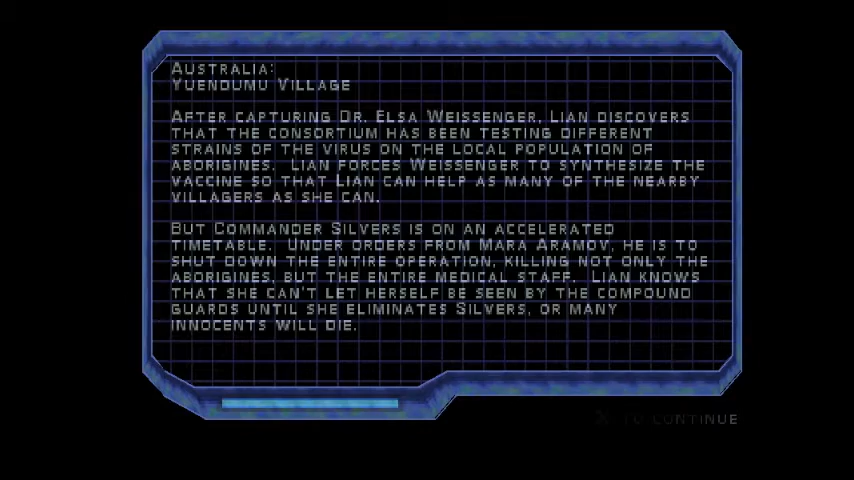 Australia:
Yuendumu Village
After capturing Dr. Elsa Weissenger, Lian discovers
that the consortium has been testing different
strains of the virus on the local population of
aborigines. Lian forces Weissenger to synthesize the
vaccine so that Lian can help as many of the nearby
villagers as she can.
But Commander Silvers is on an accelerated
timetable. Under orders from Mara Aramov, he is to
shut down the entire operation, killing not only the
aborigines, but the entire medical staff. Lian knows
that she can't let herself be seen by the compound
guards until she eliminates Silvers, or many
innocents will die.
X to continue